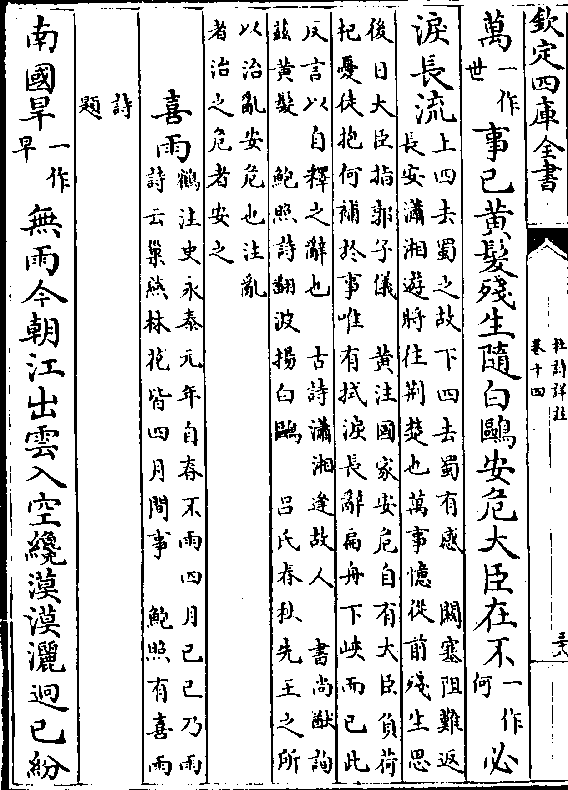 欽定四庫全書
杜詩詳註
卷十四
萬一作世事已黄髮殘生隨白鷗安危大臣在不一作何必
淚長流上四去蜀之故下四去蜀有感 關塞阻難返
長安瀟湘遊將往荆楚也萬事憶從前殘生思
後日大臣指郭子儀 黄注國家安危自有大臣負荷
杞憂徒抱何補於事唯有拭淚長辭扁舟下峽而已此
反言以自釋之辭也 古詩瀟湘逢故人 書尚猷詢
兹黄髮 鮑照詩翻波揚白鷗 吕氏春秋先王之所
以治亂安危也注亂
者治之危者安之
喜雨鶴注史永泰元年自春不雨四月己巳乃雨
詩云巢燕林花皆四月間事 鮑照有喜雨
詩
題
南國旱一作早無雨今朝江出雲入空纔漠漠灑迥已紛